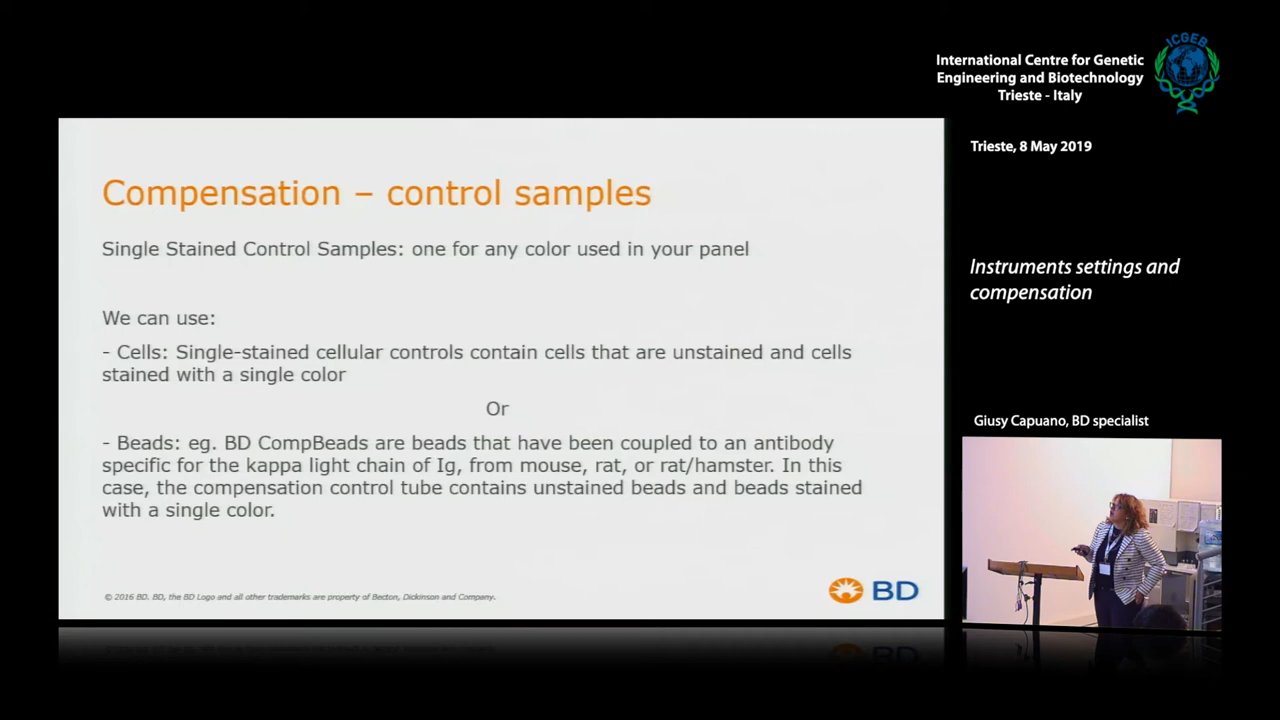 ICGEB
International Centre for Genetic
Engineering and Biotechnology
Trieste - Italy
Trieste, 8 May 2019
Compensation – control samples
Single Stained Control Samples: one for any color used in your panel
We can use:
- Cells: Single-stained cellular controls contain cells that are unstained and cells
stained with a single color
Or
- Beads: eg. BD CompBeads are beads that have been coupled to an antibody
specific for the kappa light chain of Ig, from mouse, rat, or rat/hamster. In this
case, the compensation control tube contains unstained beads and beads stained
with a single color.
© 2016 BD. BD, the BD Logo and all other trademarks are property of Becton, Dickinson and Company.
BD
Instruments settings and
compensation
Giusy Capuano, BD specialist